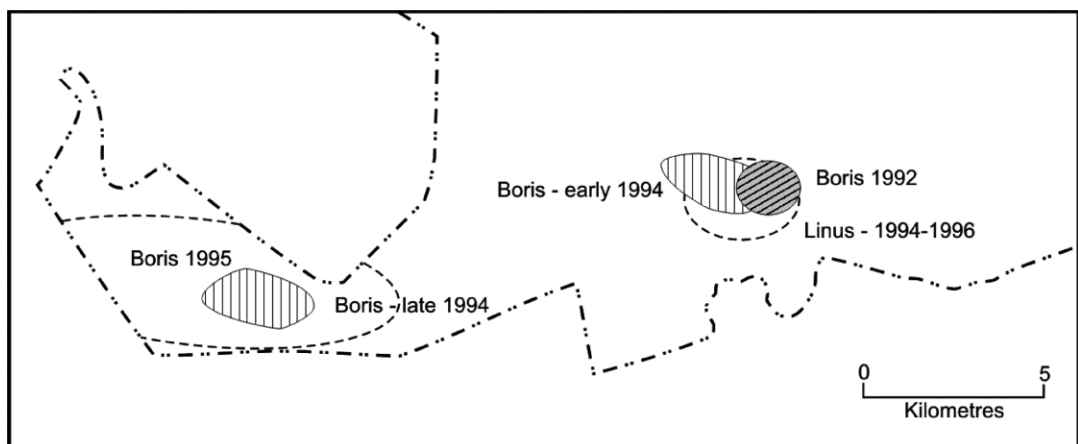 Boris 1992
Boris - early 1994
Linus - 1994-1996
Boris 1995
Boris - late 1994
0 5
Kilometres